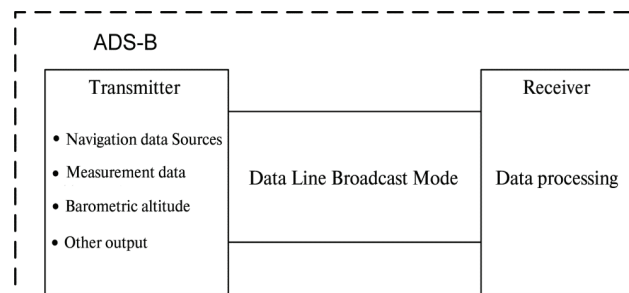 ADS-B
Transmitter
• Navigation data Sources
• Measurement data
• Barometric altitude
• Other output
Data Line Broadcast Mode
Receiver
Data processing